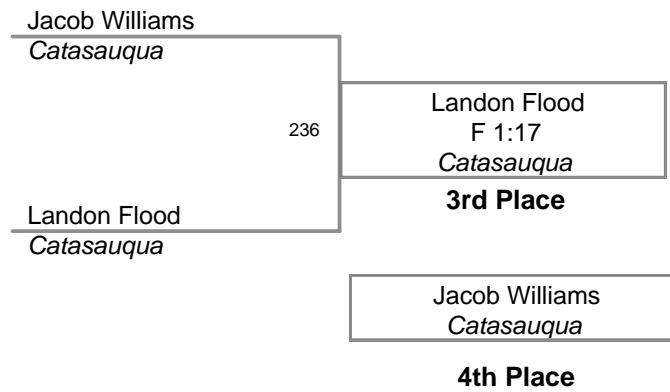 Jacob Williams
Catasauqua
236
Landon Flood
F 1:17
Catasauqua
3rd Place
Landon Flood
Catasauqua
Jacob Williams
Catasauqua
4th Place